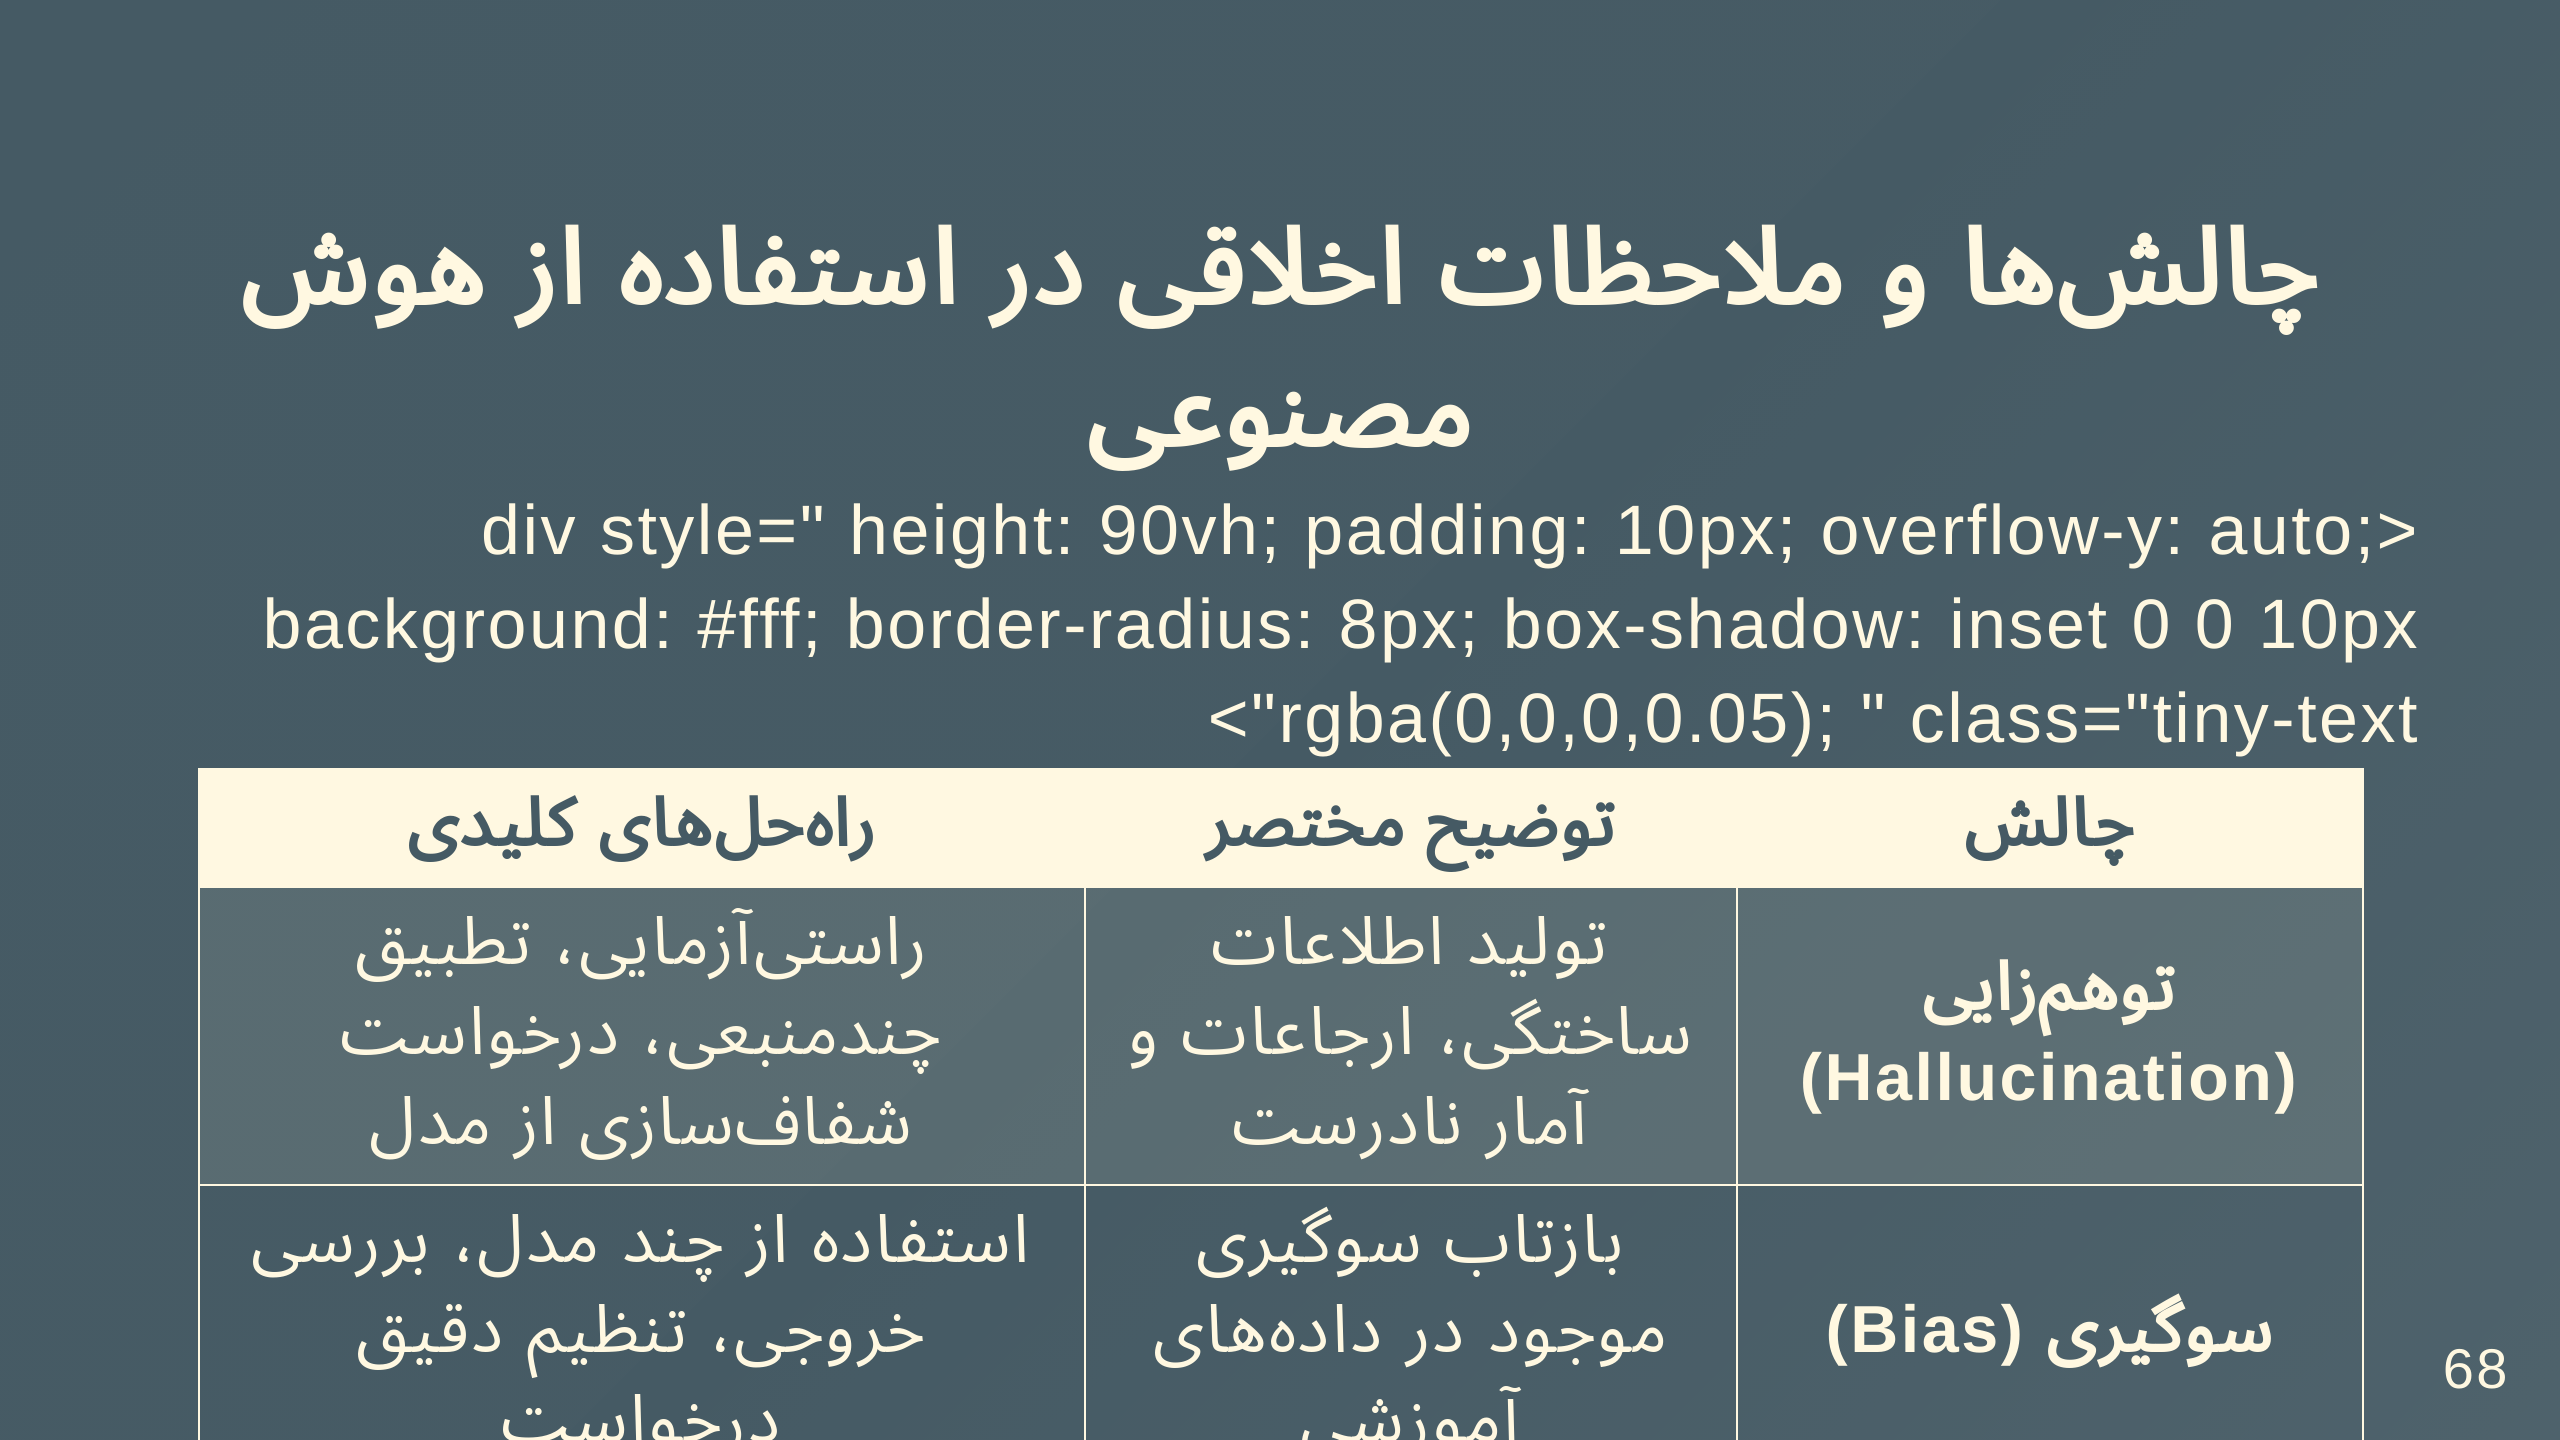 چالش‌ها و ملاحظات اخلاقی در استفاده از هوش
مصنوعی
<div style=" height: 90vh; padding: 10px; overflow-y: auto;
background: #fff; border-radius: 8px; box-shadow: inset 0 0 10px
rgba(0,0,0,0.05); " class="tiny-text">
چالش
توضیح مختصر
راه‌حل‌های کلیدی
توهم‌زایی
(Hallucination)
تولید اطلاعات
ساختگی، ارجاعات و
آمار نادرست
راستی‌آزمایی، تطبیق
چندمنبعی، درخواست
شفاف‌سازی از مدل
سوگیری (Bias)
بازتاب سوگیری
موجود در داده‌های
آموزشی
استفاده از چند مدل، بررسی
خروجی، تنظیم دقیق
درخواست
68